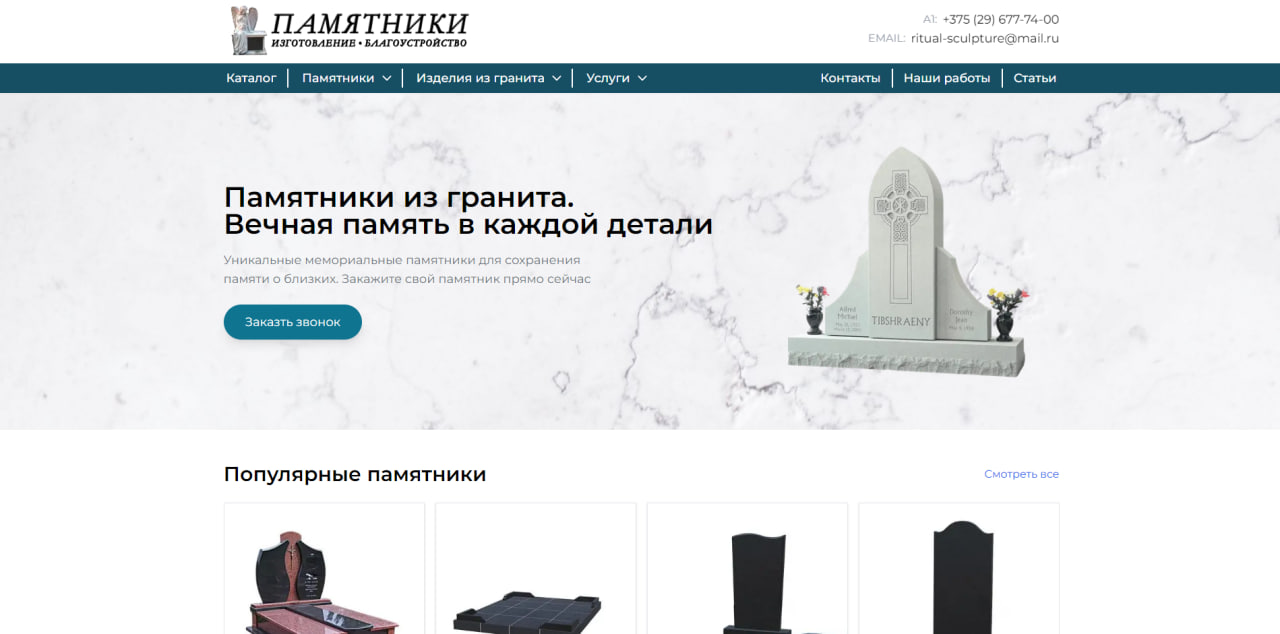 ПАМЯТНИКИ
ИЗГОТОВЛЕНИЕ • БЛАГОУСТРОЙСТВО
A1: +375 (29) 677-74-00
EMAIL: ritual-sculpture@mail.ru
Каталог Памятники Изделия из гранита Услуги Контакты Наши работы Статьи
Памятники из гранита.
Вечная память в каждой детали
Уникальные мемориальные памятники для сохранения
памяти о близких. Закажите свой памятник прямо сейчас
Заказть звонок
Alfred
Michael
TIBSHRAENY
Dorothy
Jean
Популярные памятники
Смотреть все